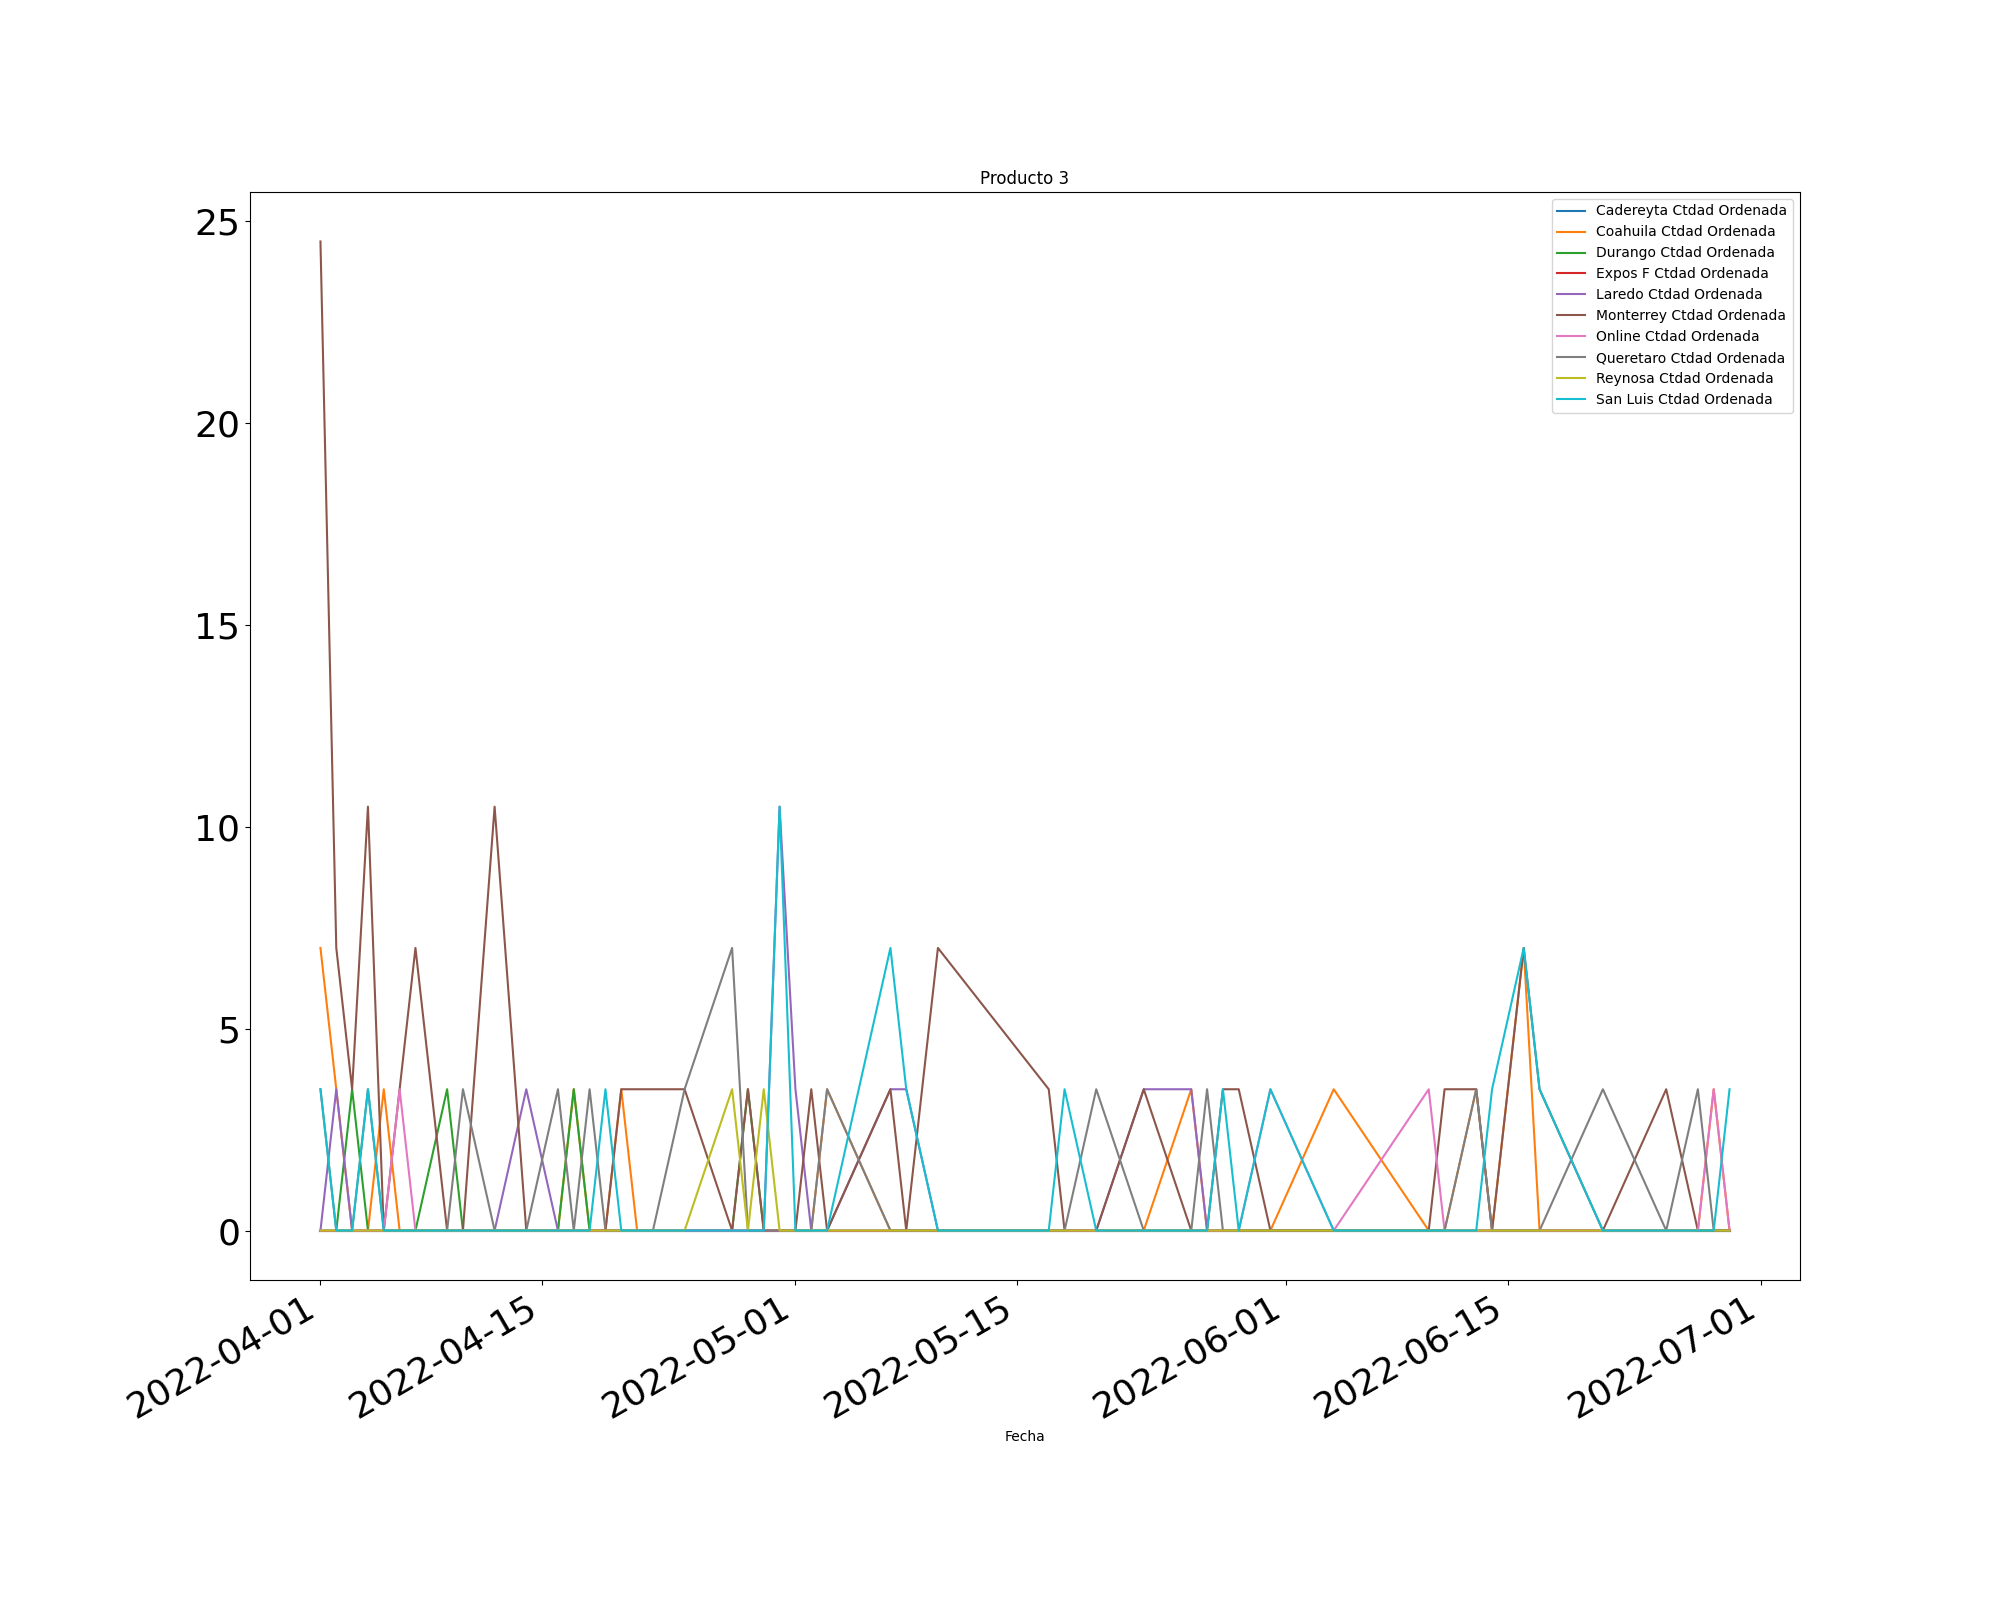 Producto 3
25
20
15
10
5
0
Cadereyta Ctdad Ordenada
Coahuila Ctdad Ordenada
Durango Ctdad Ordenada
Expos F Ctdad Ordenada
Laredo Ctdad Ordenada
Monterrey Ctdad Ordenada
Online Ctdad Ordenada
Queretaro Ctdad Ordenada
Reynosa Ctdad Ordenada
San Luis Ctdad Ordenada
2022-04-01
2022-04-15
2022-05-01
2022-05-15
2022-06-01
2022-06-15
2022-07-01
Fecha